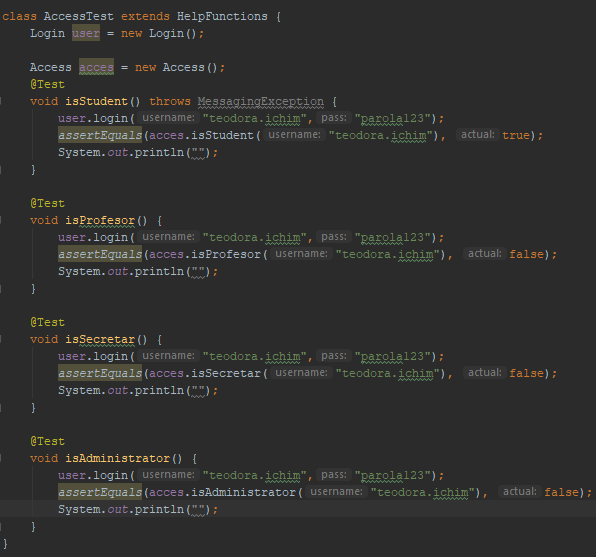 class AccessTest extends HelpFunctions {
Login user = new Login();
Access acces = new Access();
@Test
void isStudent() throws MessagingException {
user.login( username: "teodora.ichim", pass: "parola123");
assertEquals(acces.isStudent( username: "teodora.ichim"), actual: true);
System.out.println("");
}
@Test
void isProfesor() {
user.login( username: "teodora.ichim", pass: "parola123");
assertEquals(acces.isProfesor( username: "teodora.ichim"), actual: false);
System.out.println("");
}
@Test
void isSecretar() {
user.login( username: "teodora.ichim", pass: "parola123");
assertEquals(acces.isSecretar( username: "teodora.ichim"), actual: false);
System.out.println("");
}
@Test
void isAdministrator() {
user.login( username: "teodora.ichim", pass: "parola123");
assertEquals(acces.isAdministrator( username: "teodora.ichim"), actual: false);
System.out.println("");
}
}